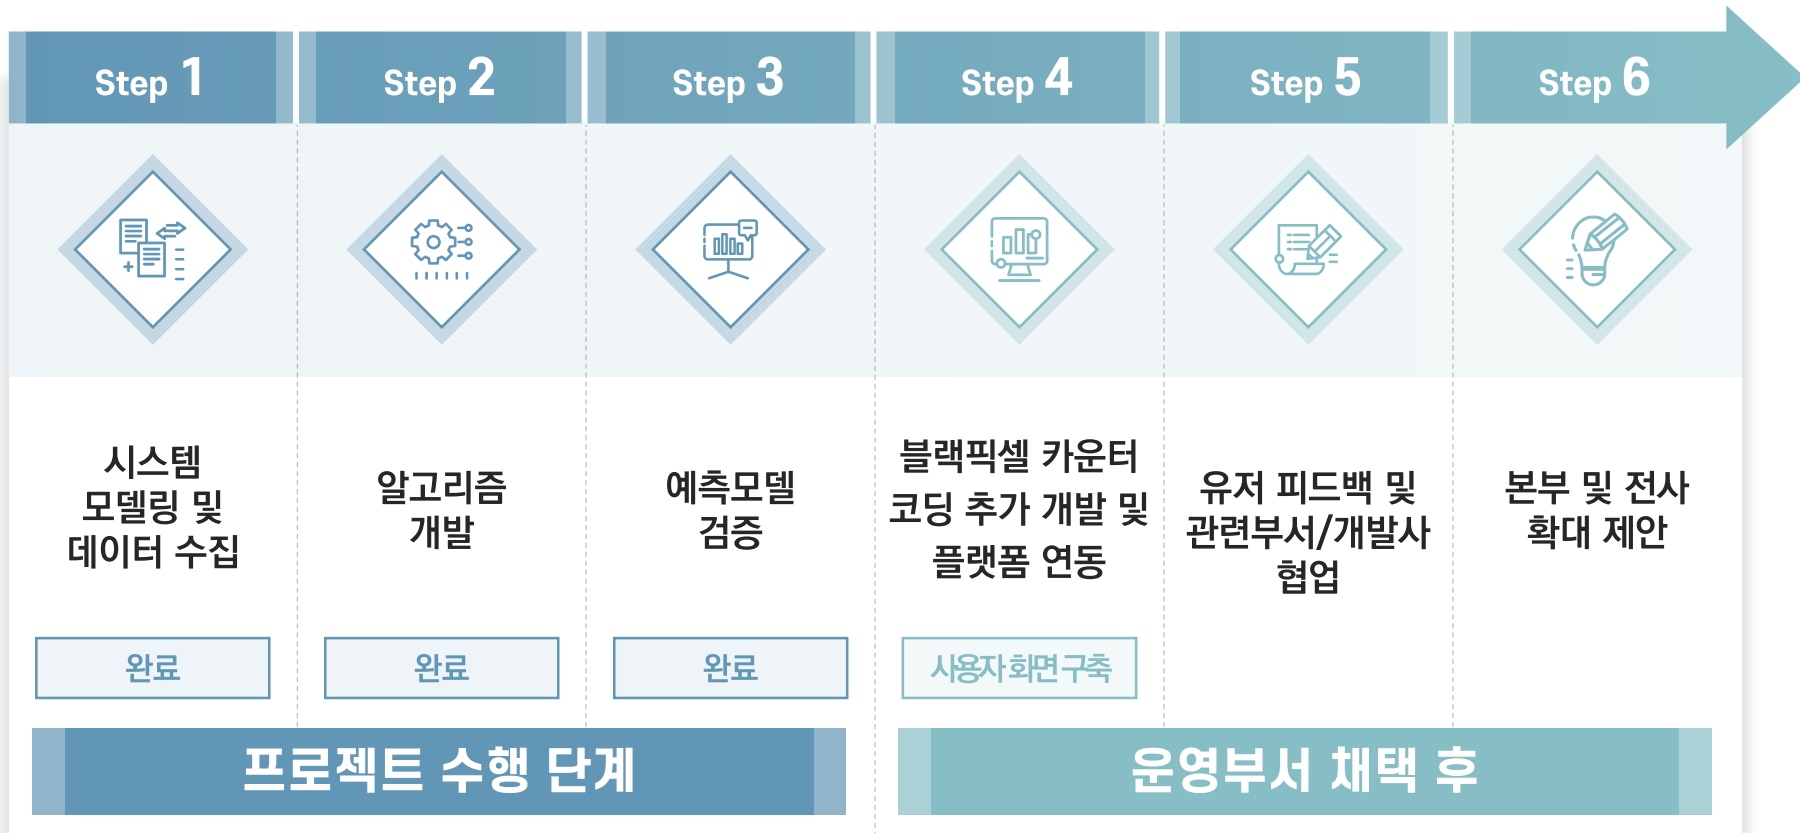 Step 1
Step 2
Step 3
Step 4
Step 5
Step 6
시스템
모델링 및
데이터 수집
알고리즘
개발
예측모델
검증
블랙픽셀 카운터
코딩 추가 개발 및
플랫폼 연동
유저 피드백 및
관련부서/개발사
협업
본부 및 전사
확대 제안
완료
완료
완료
사용자 화면 구축
프로젝트 수행 단계
운영부서 채택 후